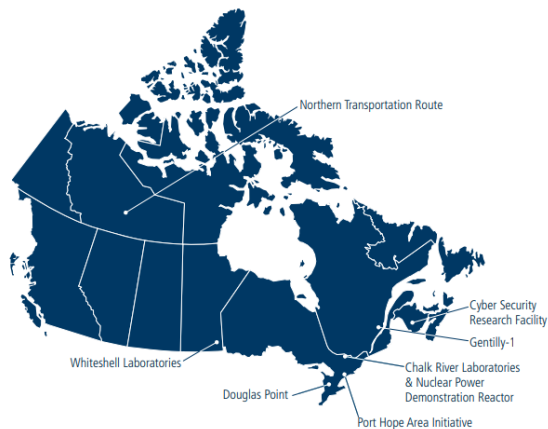 Northern Transportation Route
Cyber Security
Research Facility
Gentilly-1
Whiteshell Laboratories
Chalk River Laboratories
& Nuclear Power
Demonstration Reactor
Douglas Point
Port Hope Area Initiative